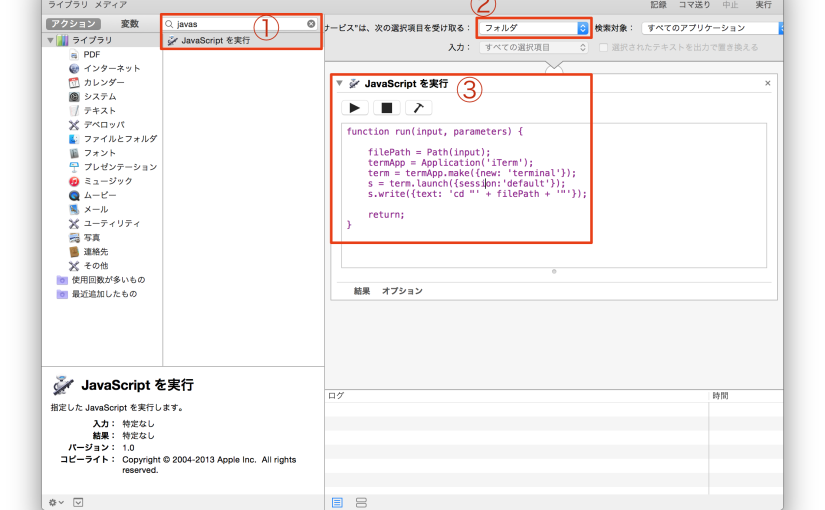 ライブラリ メディア
記録 コマ送り 中止 実行
アクション 変数
javas
ライブラリ
PDF
インターネット
カレンダー
システム
テキスト
デベロッパ
ファイルとフォルダ
フォント
プレゼンテーション
ミュージック
ムービー
メール
ユーティリティ
写真
連絡先
その他
使用回数が多いもの
最近追加したもの
①
JavaScript を実行
②
ービス"は、次の選択項目を受け取る： フォルダ 検索対象： すべてのアプリケーション
入力： すべての選択項目 選択されたテキストを出力で置き換える
JavaScript を実行 ×
③
function run(input, parameters) {
filePath = Path(input);
termApp = Application('iTerm');
term = termApp.make({new: 'terminal'});
s = term.launch({session:'default'});
s.write({text: 'cd "' + filePath + '"'});
return;
}
結果 オプション
JavaScript を実行
指定した JavaScript を実行します。
入力： 特定なし
結果： 特定なし
バージョン： 1.0
コピーライト： Copyright © 2004-2013 Apple Inc. All rights
reserved.
ログ 時間